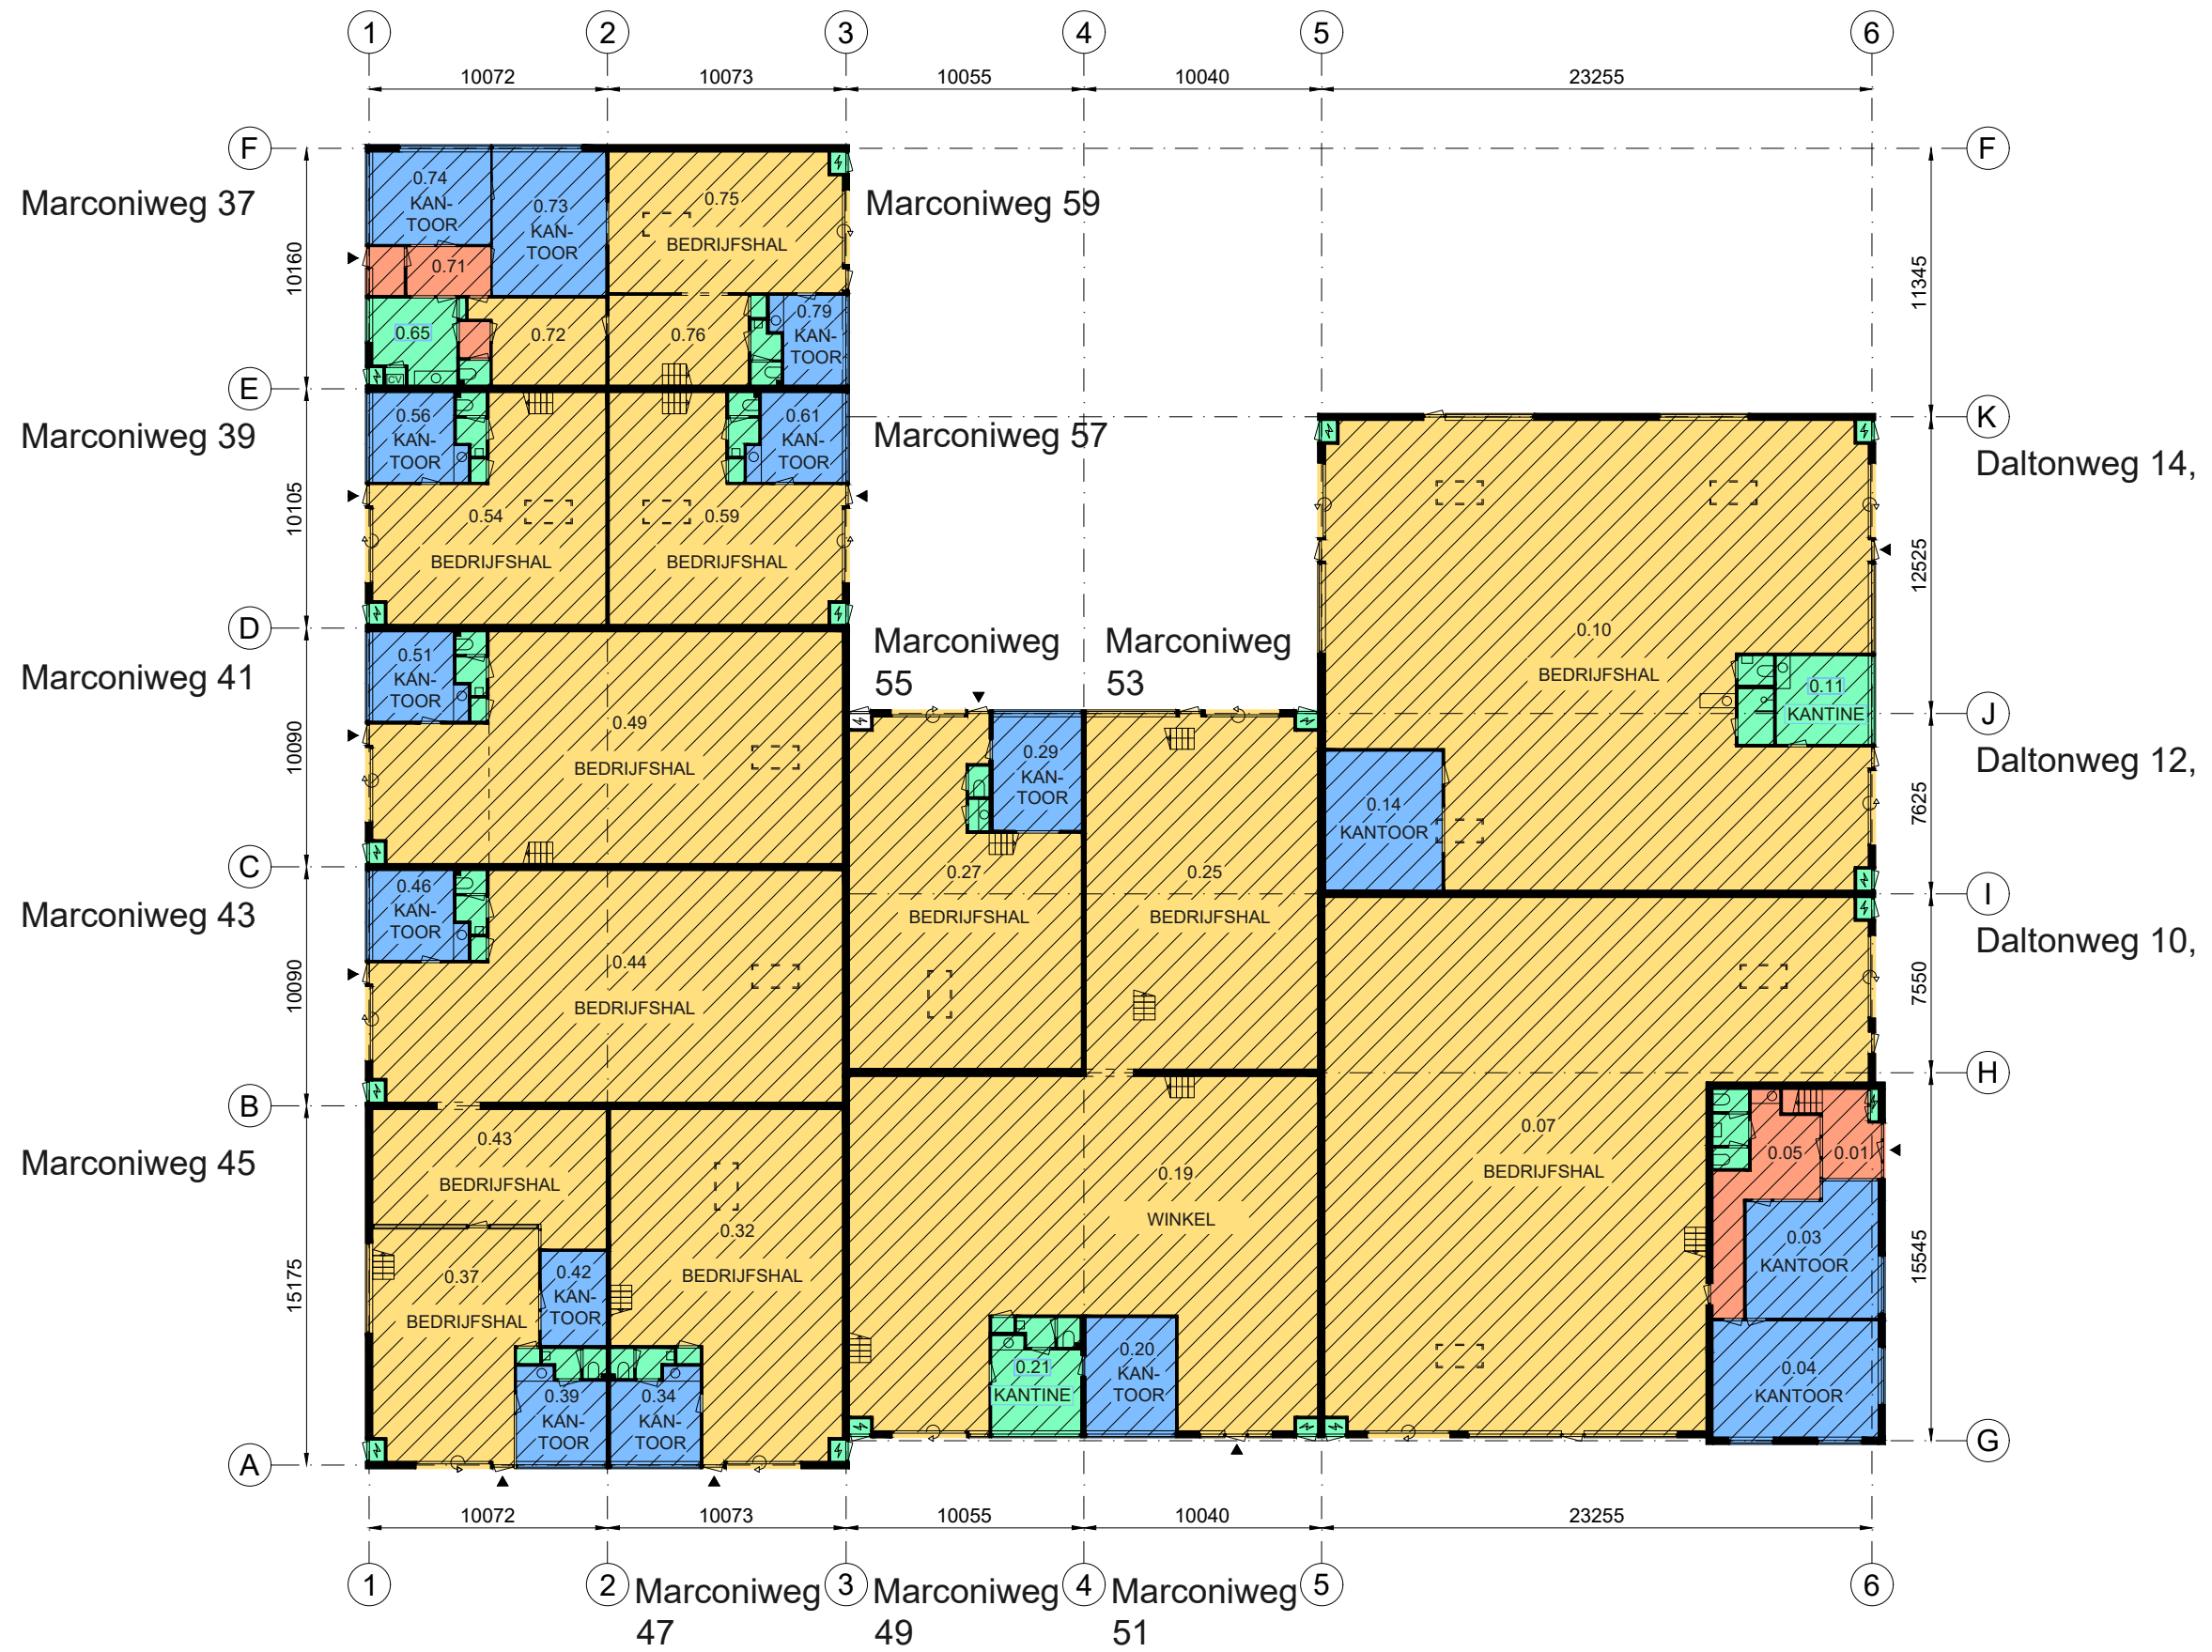 1 2 3 4 5 6
10072 10073 10055 10040 23255
F F
Marconiweg 37
Marconiweg 59
0.74
KAN-
TOOR
0.73
KAN-
TOOR
0.75
BEDRIJFSHAL
0.71
10160
11345
0.65
0.72
0.76
0.79
KAN-
TOOR
CV
E
K
Marconiweg 39
0.56
KAN-
TOOR
0.61
KAN-
TOOR
Marconiweg 57
Daltonweg 14,
0.54
BEDRIJFSHAL
0.59
BEDRIJFSHAL
10105
12525
D
Marconiweg 41
0.51
KAN-
TOOR
Marconiweg
55
Marconiweg
53
0.10
BEDRIJFSHAL
0.11
KANTINE
J
Daltonweg 12,
0.49
BEDRIJFSHAL
0.29
KAN-
TOOR
10090
7625
0.14
KANTOOR
C
I
Marconiweg 43
0.46
KAN-
TOOR
0.27
BEDRIJFSHAL
0.25
BEDRIJFSHAL
Daltonweg 10,
0.44
BEDRIJFSHAL
10090
7550
B
H
Marconiweg 45
0.43
BEDRIJFSHAL
0.32
BEDRIJFSHAL
0.19
WINKEL
0.07
BEDRIJFSHAL
0.05
0.01
0.03
KANTOOR
15175
15545
0.37
BEDRIJFSHAL
0.42
KAN-
TOOR
0.39
KAN-
TOOR
0.34
KAN-
TOOR
0.21
KANTINE
0.20
KAN-
TOOR
0.04
KANTOOR
A
G
10072 10073 10055 10040 23255
1 2 3 4 5 6
Marconiweg
47
Marconiweg
49
Marconiweg
51